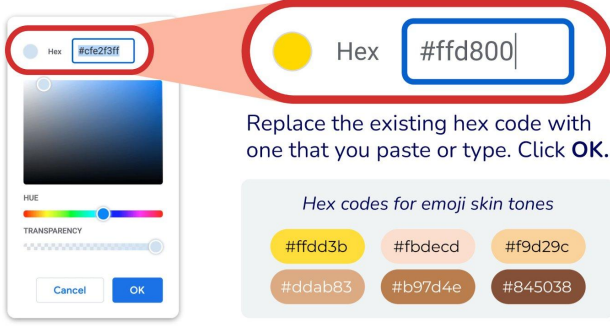 Hex #cfe2f3ff
HUE
TRANSPARENCY
Cancel OK
Hex #ffd800
Replace the existing hex code with
one that you paste or type. Click OK.
Hex codes for emoji skin tones
#ffdd3b #fbdecd #f9d29c
#ddab83 #b97d4e #845038